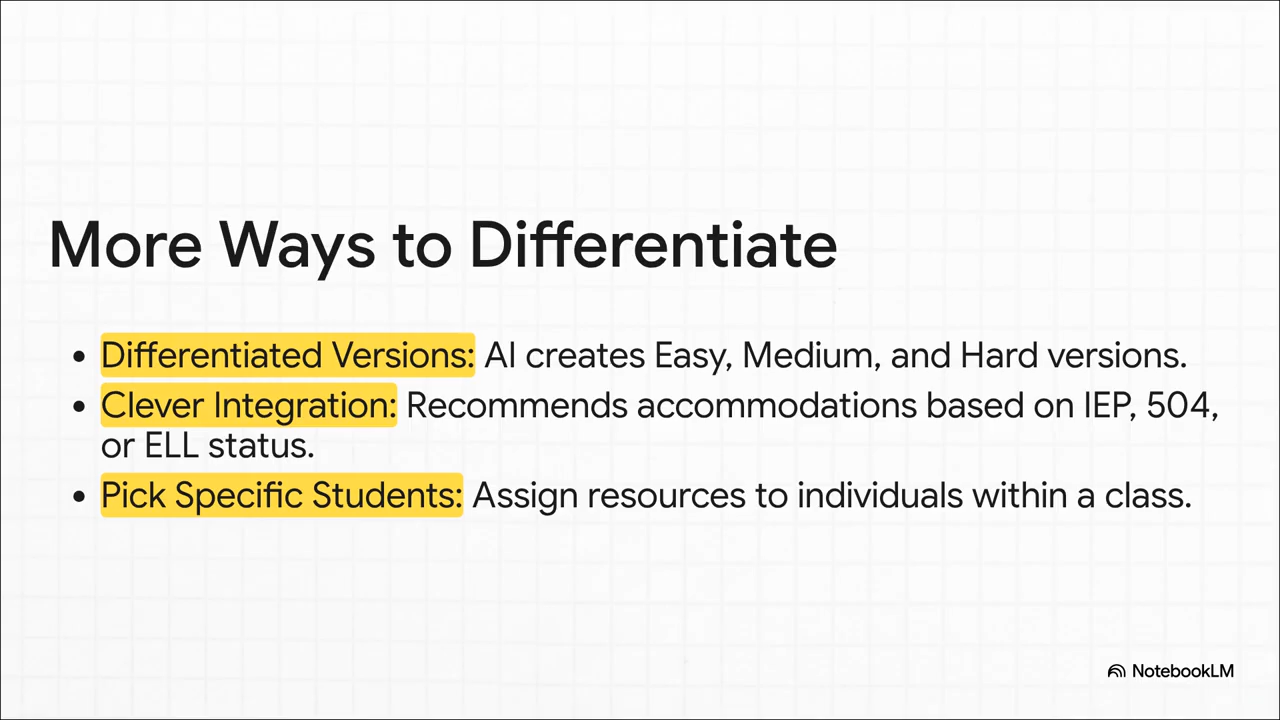 More Ways to Differentiate
• Differentiated Versions: AI creates Easy, Medium, and Hard versions.
• Clever Integration: Recommends accommodations based on IEP, 504,
or ELL status.
• Pick Specific Students: Assign resources to individuals within a class.
NotebookLM